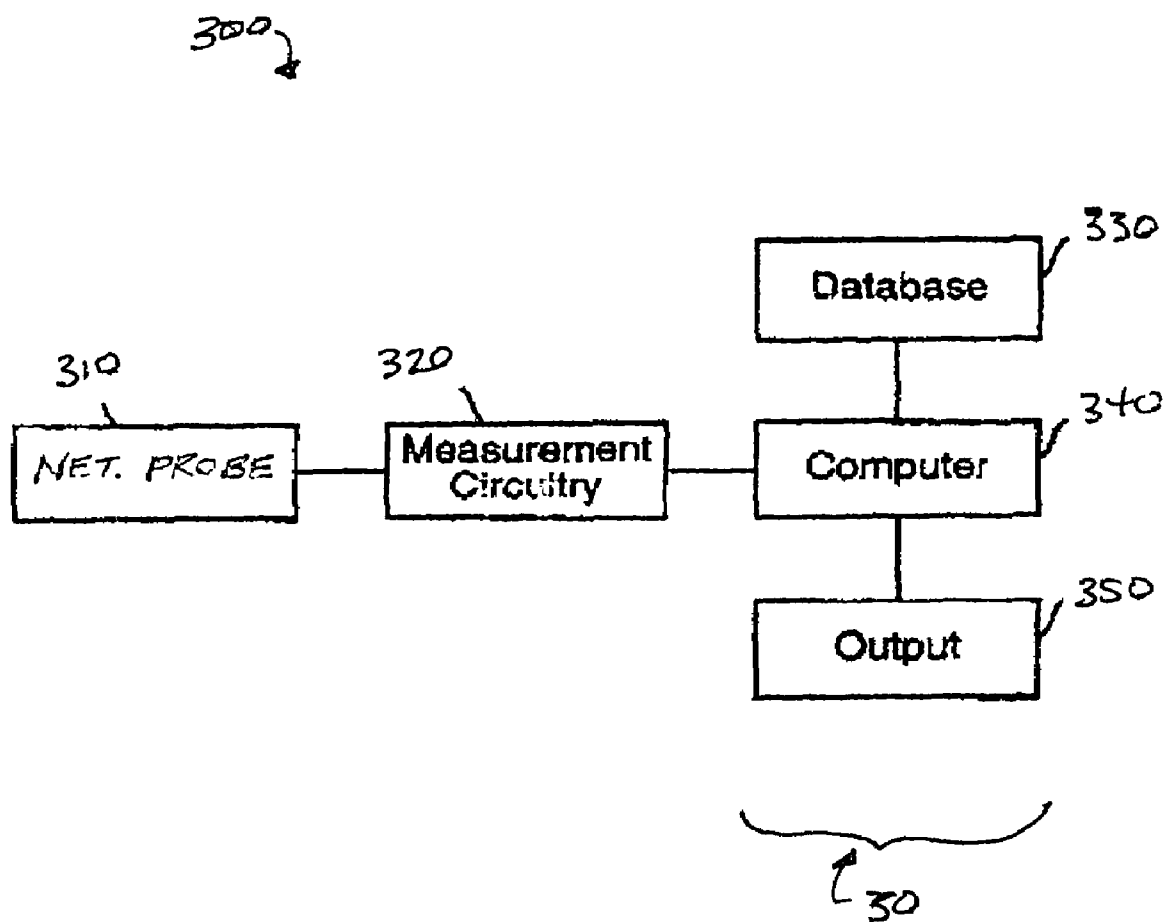 300
330
Database
310
320
340
NET. PROBE
Measurement
Circuitry
Computer
350
Output
30